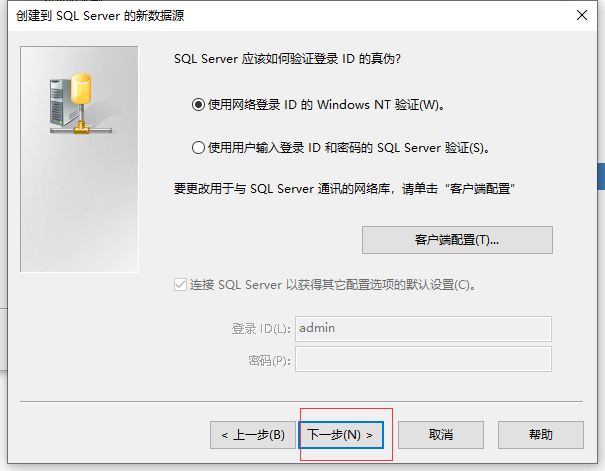 创建到 SQL Server 的新数据源
SQL Server 应该如何验证登录 ID 的真伪?
使用网络登录 ID 的 Windows NT 验证(W)。
使用用户输入登录 ID 和密码的 SQL Server 验证(S)。
要更改用于与 SQL Server 通讯的网络库，请单击“客户端配置”
客户端配置(T)...
连接 SQL Server 以获得其它配置选项的默认设置(C)。
登录 ID(L): admin
密码(P):
< 上一步(B) 下一步(N) > 取消 帮助